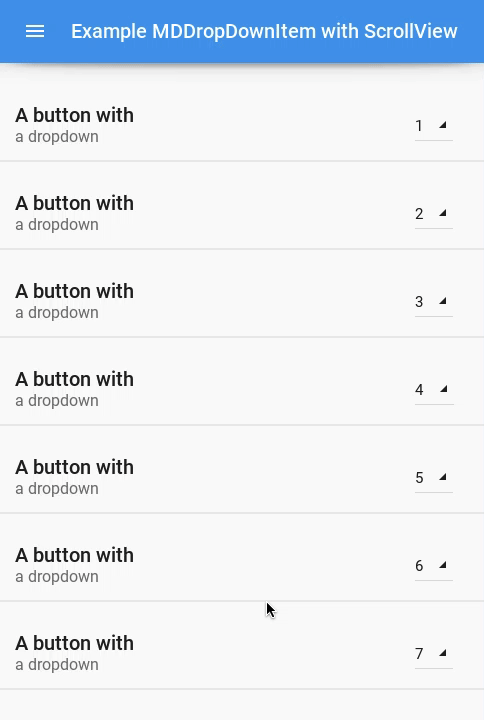 Example MDDropDownItem with ScrollView
A button with
a dropdown
1
A button with
a dropdown
2
A button with
a dropdown
3
A button with
a dropdown
4
A button with
a dropdown
5
A button with
a dropdown
6
A button with
a dropdown
7